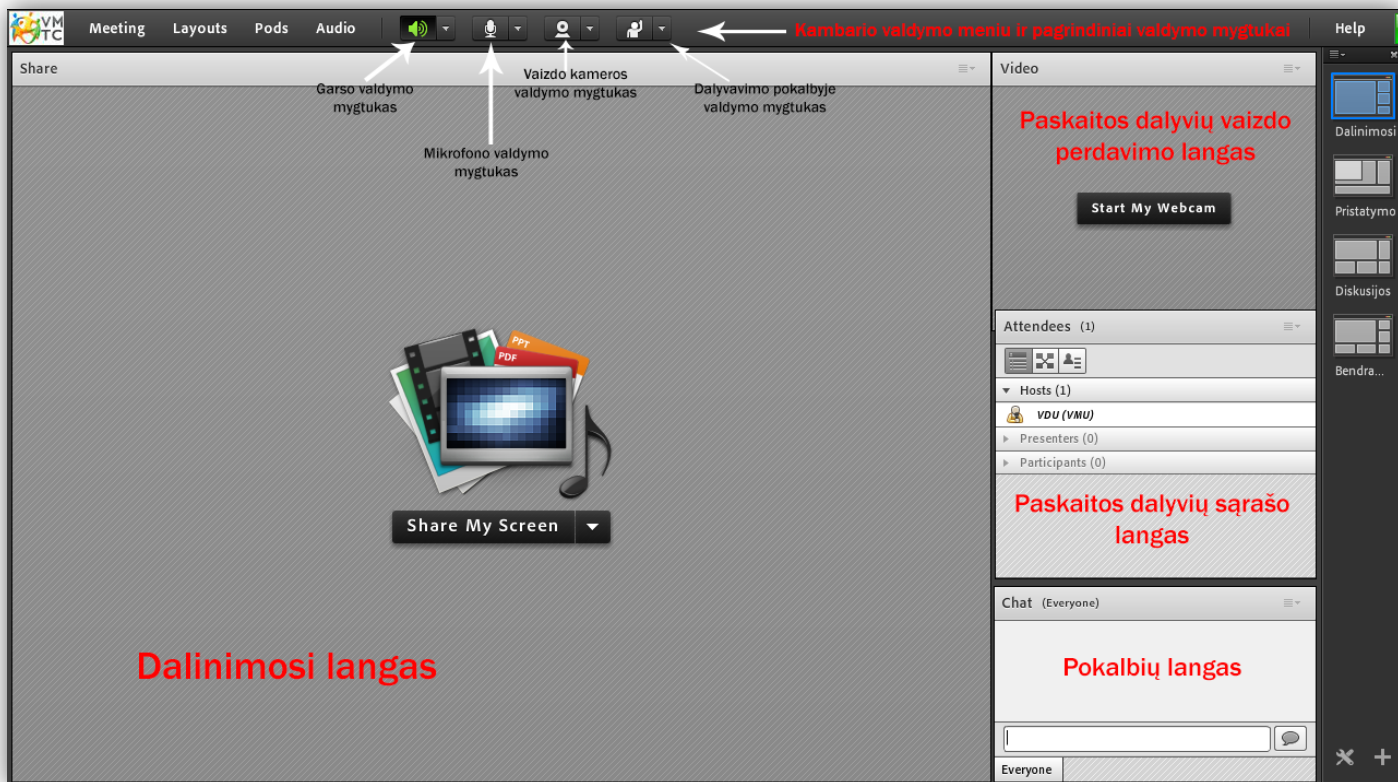 VM
TC
Meeting Layouts Pods Audio
Kambario valdymo meniu ir pagrindiniai valdymo mygtukai
Help
Share
Garso valdymo
mygtukas
Mikrofono valdymo
mygtukas
Vaizdo kameros
valdymo mygtukas
Dalyvavimo pokalbyje
valdymo mygtukas
PPT
PDF
Share My Screen
Dalinimosi langas
Video
Paskaitos dalyvių vaizdo
perdavimo langas
Start My Webcam
Attendees (1)
Hosts (1)
VDU (VMU)
Presenters (0)
Participants (0)
Paskaitos dalyvių sąrašo
langas
Chat (Everyone)
Pokalbių langas
Everyone
Dalinimosi
Pristatymo
Diskusijos
Bendra...